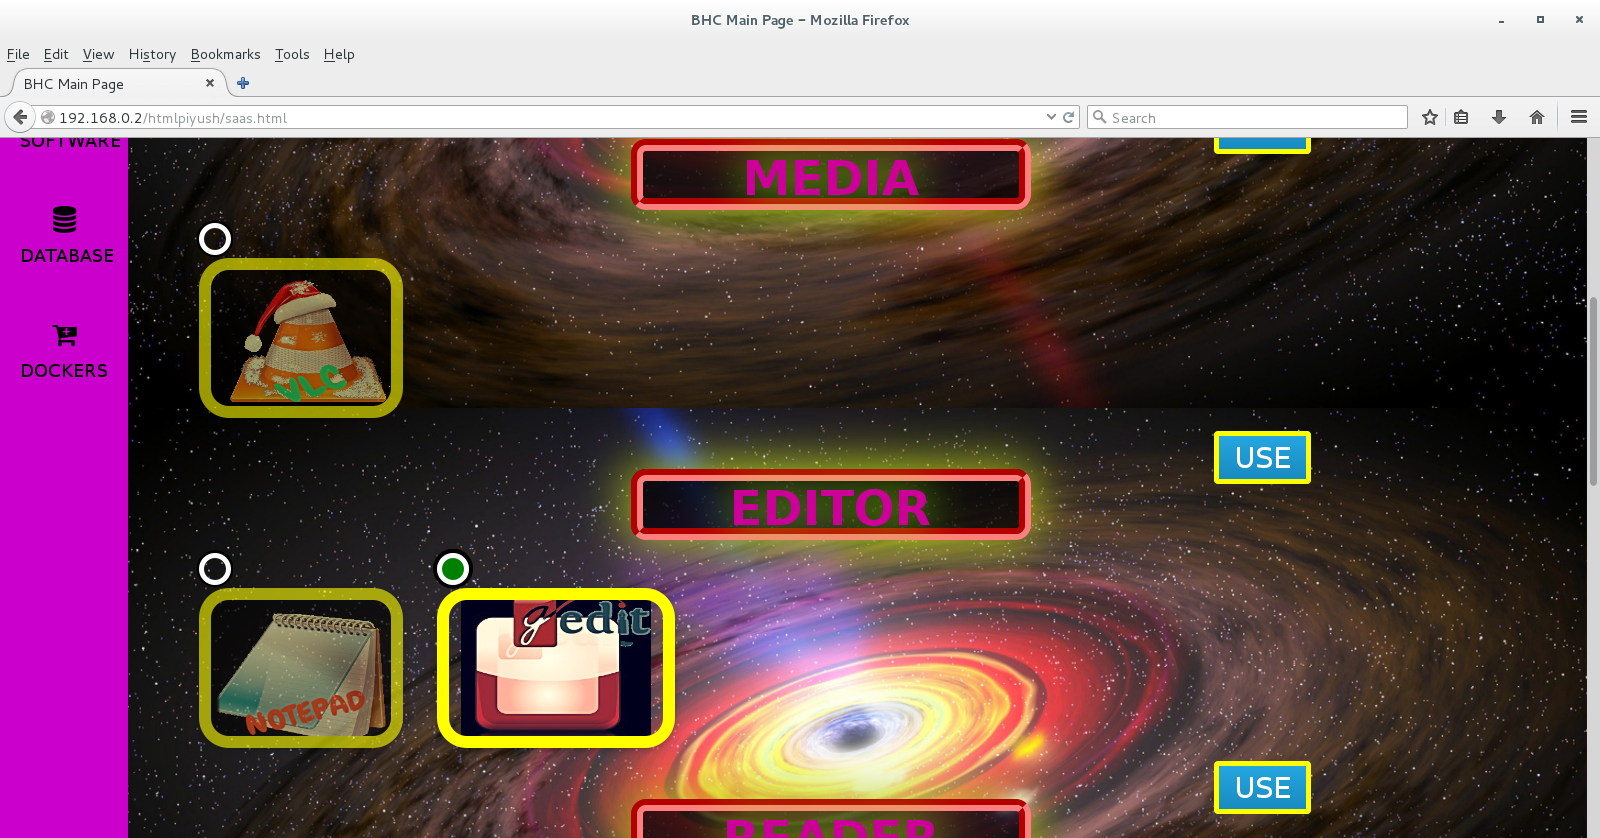 BHC Main Page – Mozilla Firefox
File Edit View History Bookmarks Tools Help
BHC Main Page
192.168.0.2/htmlpiyush/saas.html
Search
SOFTWARE
MEDIA
DATABASE
VLC
DOCKERS
USE
EDITOR
NOTEPAD
gedit
USE
READER